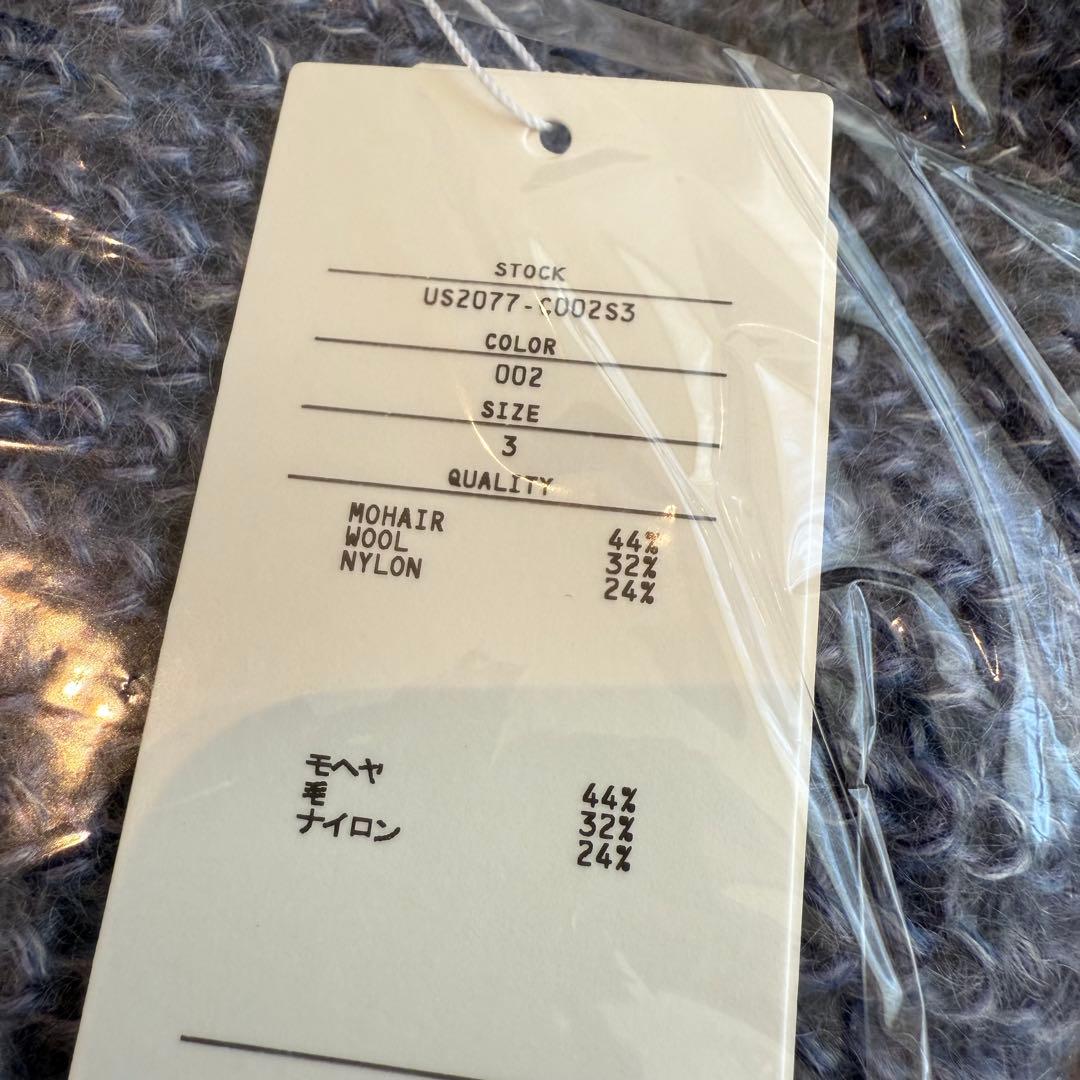 STOCK
US2077-C002S3
COLOR
002
SIZE
3
QUALITY
MOHAIR 44%
WOOL 32%
NYLON 24%
モヘヤ 44%
毛 32%
ナイロン 24%